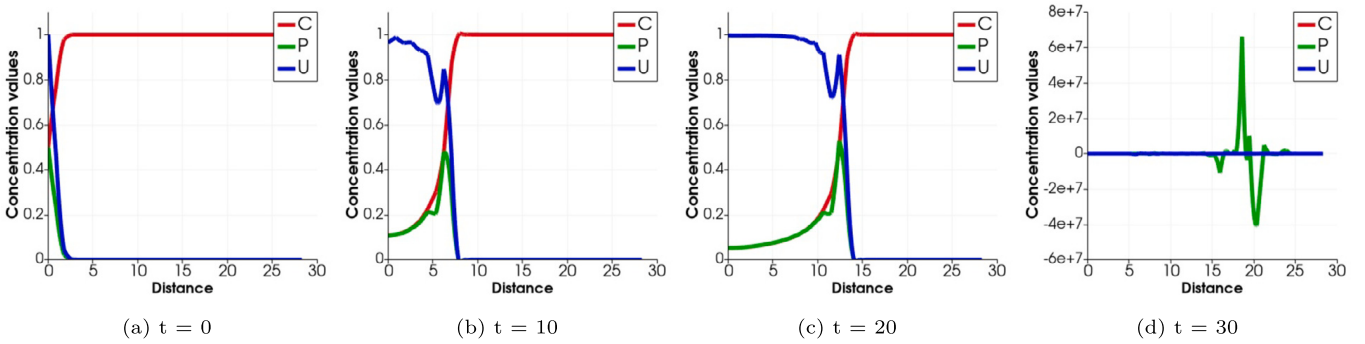 Concentration values
1
0.8
0.6
0.4
0.2
0
0 5 10 15 20 25 30
Distance
C
P
U
(a) t = 0
Concentration values
1
0.8
0.6
0.4
0.2
0
0 5 10 15 20 25 30
Distance
C
P
U
(b) t = 10
Concentration values
1
0.8
0.6
0.4
0.2
0
0 5 10 15 20 25 30
Distance
C
P
U
(c) t = 20
Concentration values
8e+7
6e+7
4e+7
2e+7
0
-2e+7
-4e+7
-6e+7
0 5 10 15 20 25 30
Distance
C
P
U
(d) t = 30